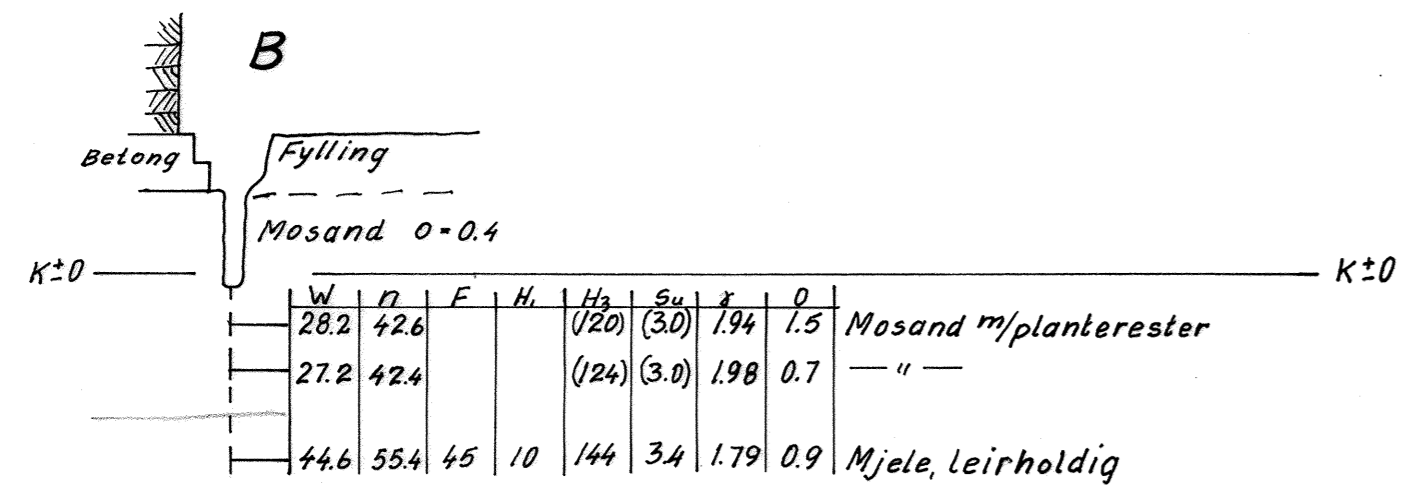 B
Betong Fylling
Mosand O = 0.4
K±0 K±0
W n F H₁ H₃ Su γ O
28.2 42.6 (120) (3.0) 1.94 1.5 Mosand m/planterester
27.2 42.4 (124) (3.0) 1.98 0.7 — " —
44.6 55.4 45 10 144 3.4 1.79 0.9 Mjele, leirholdig